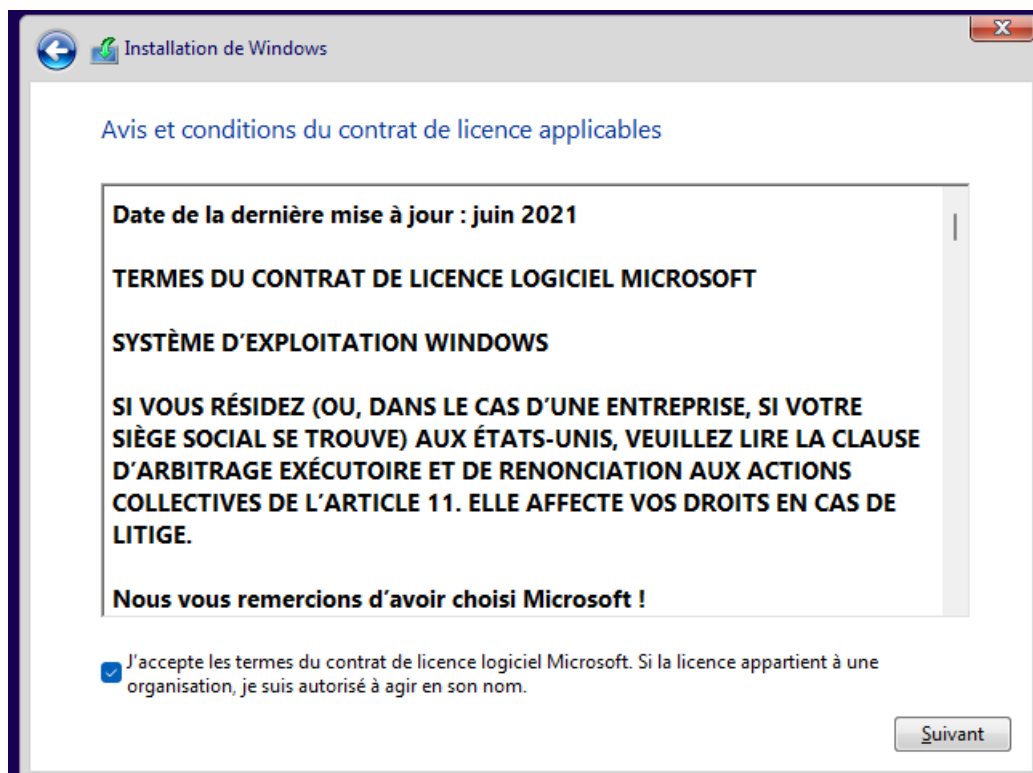 Installation de Windows
Avis et conditions du contrat de licence applicables
Date de la dernière mise à jour : juin 2021
TERMES DU CONTRAT DE LICENCE LOGICIEL MICROSOFT
SYSTÈME D’EXPLOITATION WINDOWS
SI VOUS RÉSIDEZ (OU, DANS LE CAS D’UNE ENTREPRISE, SI VOTRE
SIÈGE SOCIAL SE TROUVE) AUX ÉTATS-UNIS, VEUILLEZ LIRE LA CLAUSE
D’ARBITRAGE EXÉCUTOIRE ET DE RENONCIATION AUX ACTIONS
COLLECTIVES DE L’ARTICLE 11. ELLE AFFECTE VOS DROITS EN CAS DE
LITIGE.
Nous vous remercions d’avoir choisi Microsoft !
J’accepte les termes du contrat de licence logiciel Microsoft. Si la licence appartient à une
organisation, je suis autorisé à agir en son nom.
Suivant